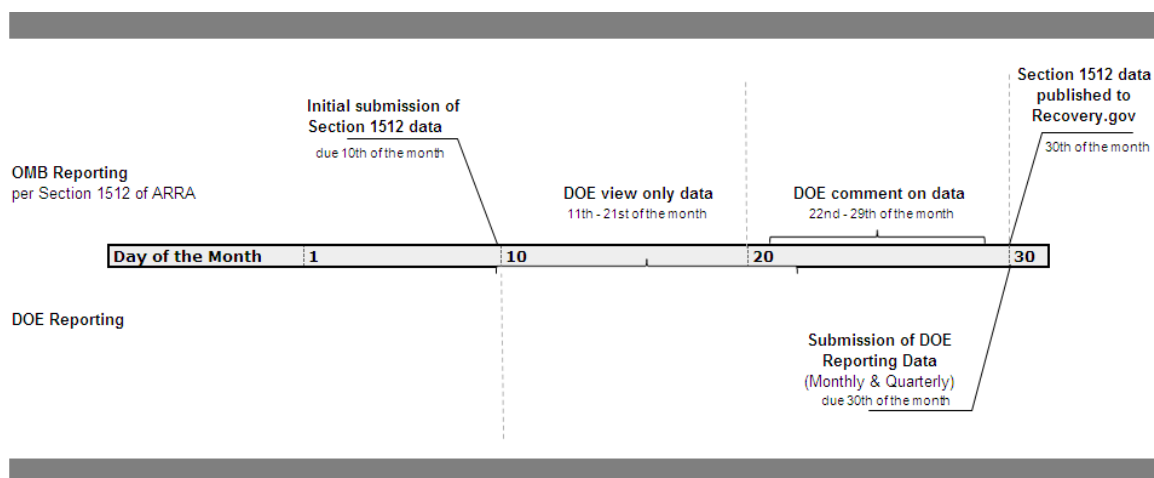 Section 1512 data
published to
Recovery.gov
30th of the month
Initial submission of
Section 1512 data
due 10th of the month
OMB Reporting
per Section 1512 of ARRA
DOE view only data
11th - 21st of the month
DOE comment on data
22nd - 29th of the month
Day of the Month 1 10 20 30
DOE Reporting
Submission of DOE
Reporting Data
(Monthly & Quarterly)
due 30th of the month